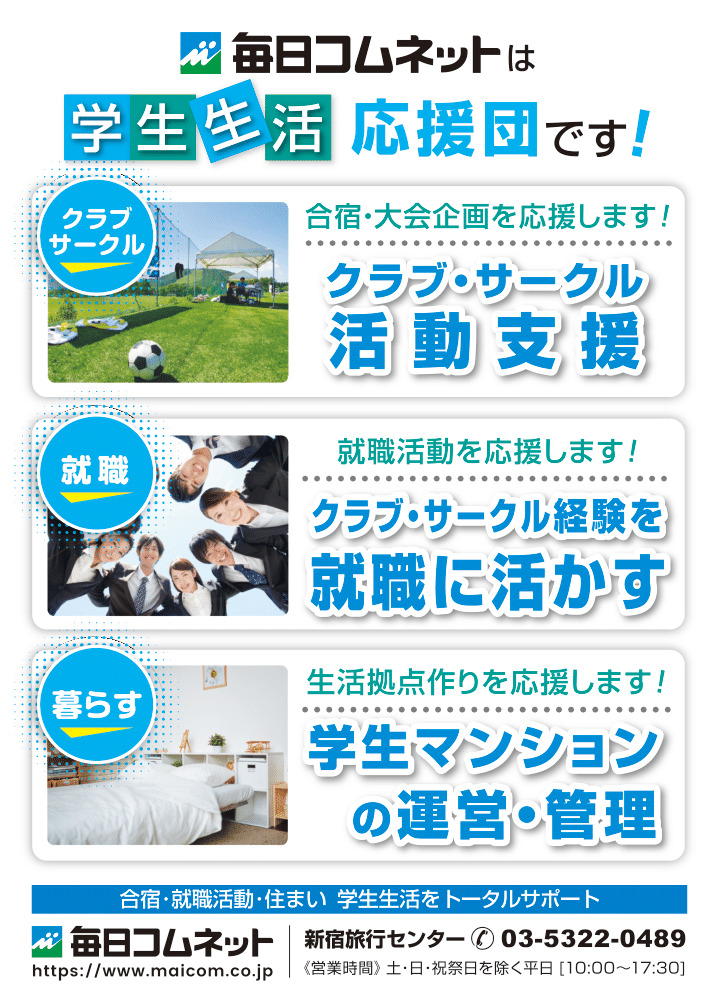 毎日コムネットは
学生生活 応援団です!
クラブ
サークル
合宿・大会企画を応援します!
クラブ・サークル
活動支援
就職
就職活動を応援します!
クラブ・サークル経験を
就職に活かす
暮らす
生活拠点作りを応援します!
学生マンション
の運営・管理
合宿・就職活動・住まい 学生生活をトータルサポート
毎日コムネット
https://www.maicom.co.jp
新宿旅行センター 03-5322-0489
《営業時間》土・日・祝祭日を除く平日 [10:00〜17:30]